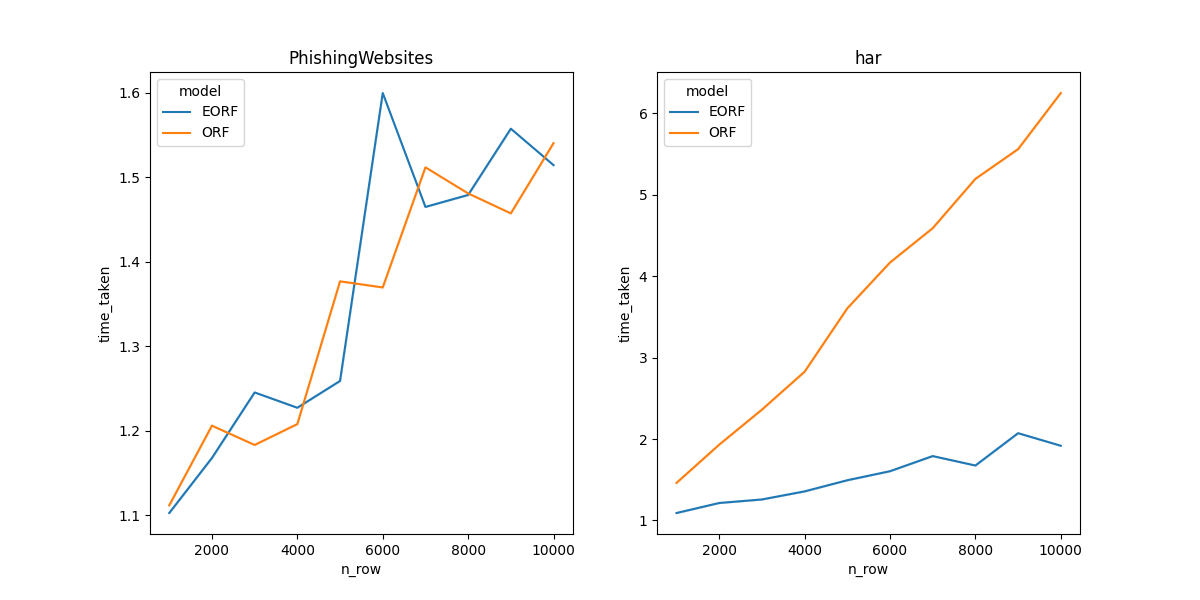 PhishingWebsites
model
EORF
ORF
1.6
1.5
1.4
1.3
1.2
1.1
time_taken
2000 4000 6000 8000 10000
n_row
har
model
EORF
ORF
6
5
4
3
2
1
time_taken
2000 4000 6000 8000 10000
n_row